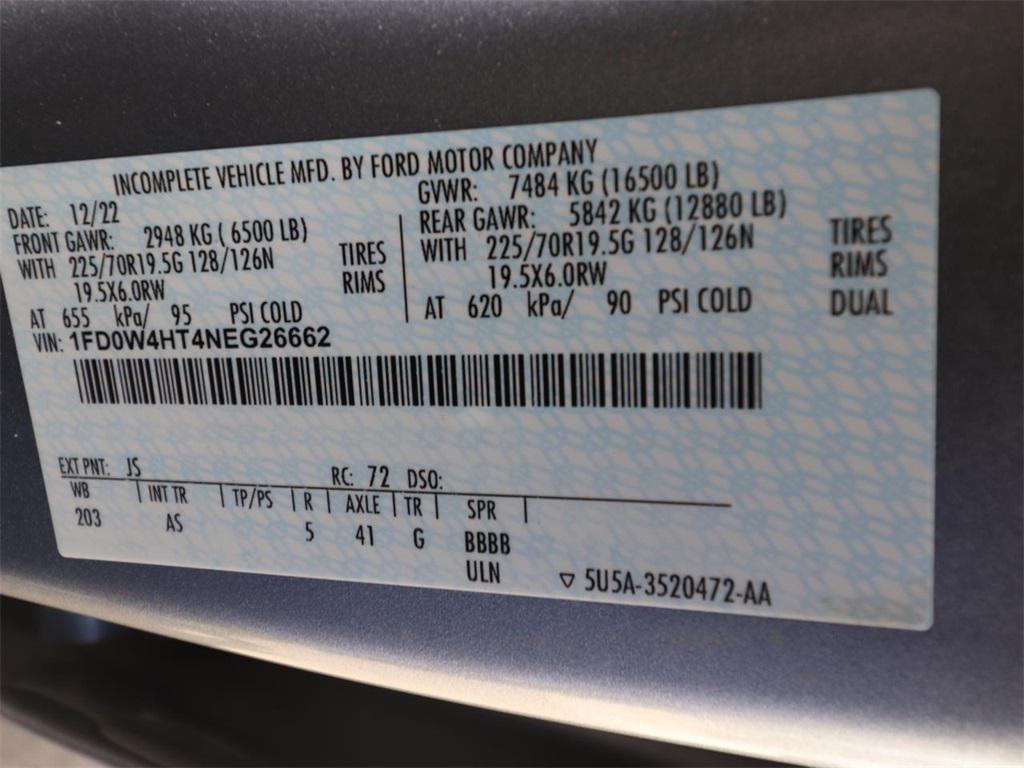 INCOMPLETE VEHICLE MFD. BY FORD MOTOR COMPANY
DATE: 12/22
GVWR: 7484 KG (16500 LB)
FRONT GAWR: 2948 KG ( 6500 LB)
REAR GAWR: 5842 KG (12880 LB)
WITH 225/70R19.5G 128/126N TIRES
WITH 225/70R19.5G 128/126N TIRES
19.5X6.0RW RIMS
19.5X6.0RW RIMS
AT 655 kPa/ 95 PSI COLD
AT 620 kPa/ 90 PSI COLD DUAL
VIN: 1FD0W4HT4NEG26662
EXT PNT: JS RC: 72 DSO:
WB INT TR TP/PS R AXLE TR SPR
203 AS 5 41 G BBBB
ULN
▽ 5U5A-3520472-AA